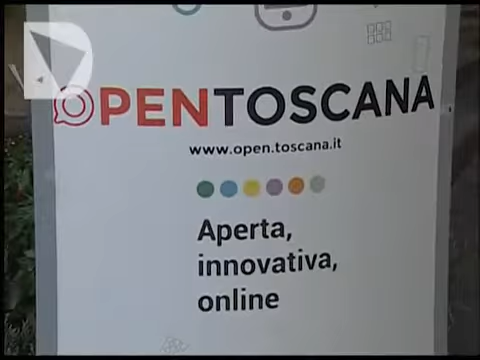 OPENTOSCANA
www.open.toscana.it
Aperta,
innovativa,
online